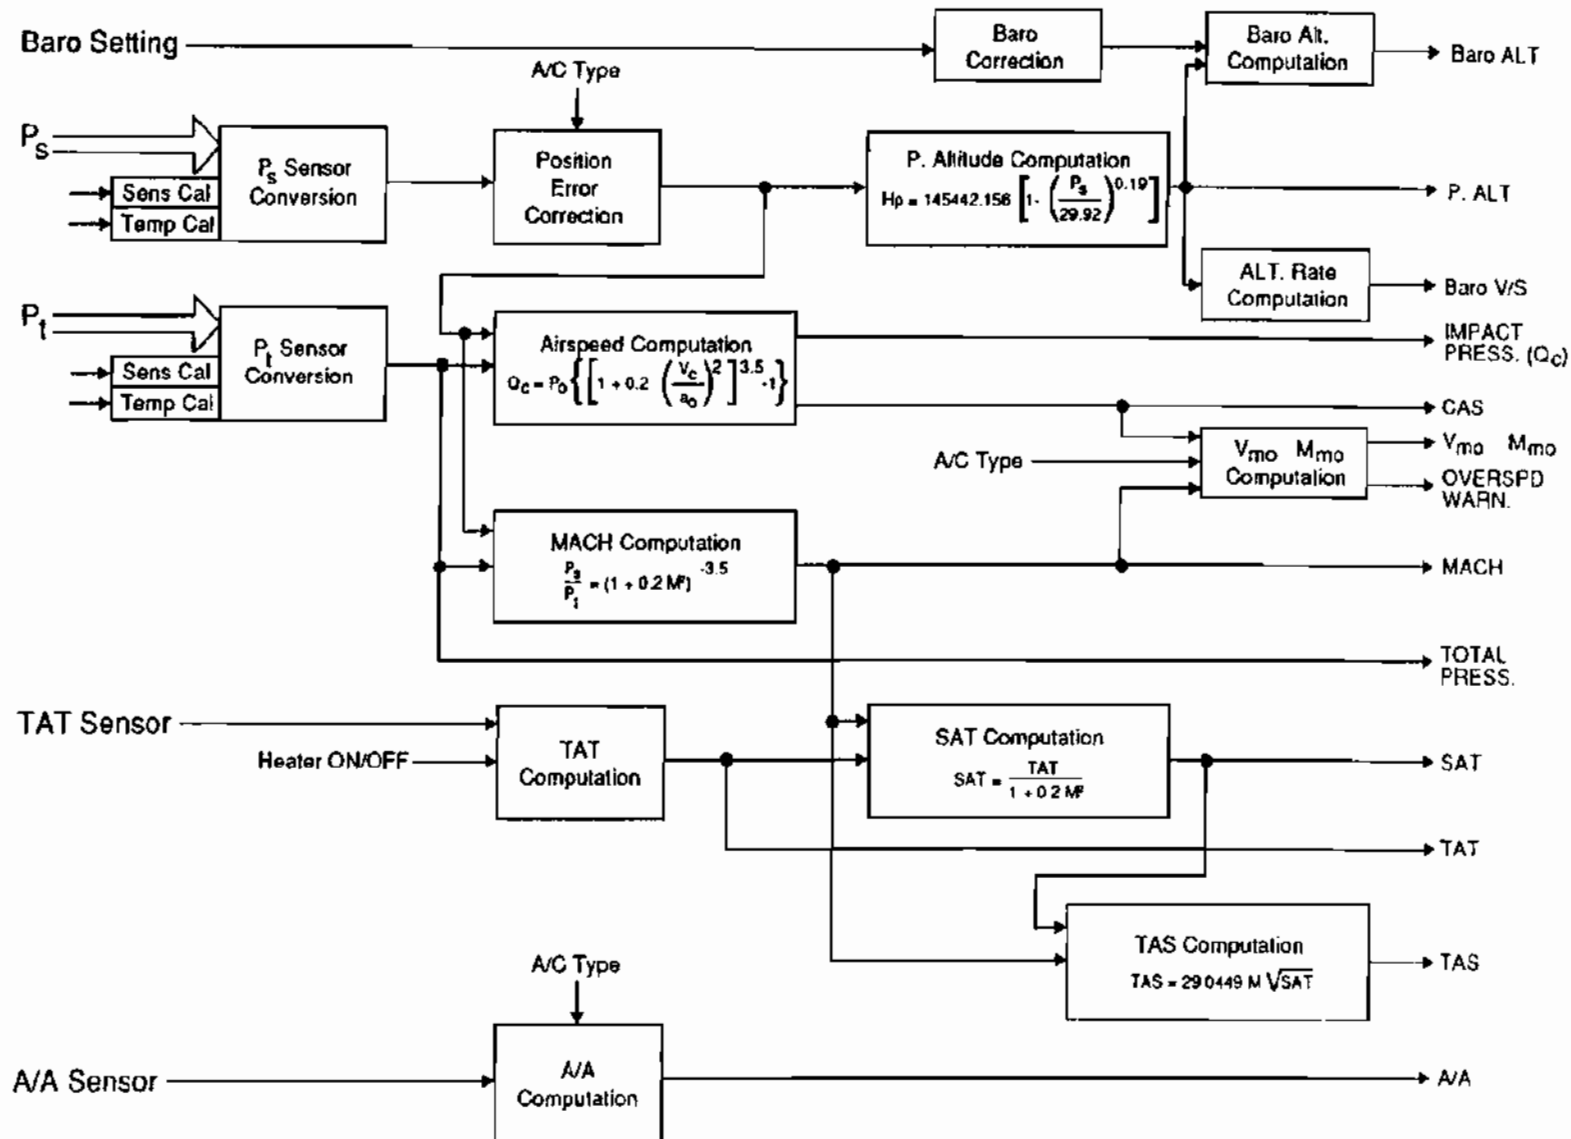 Baro Setting
Baro
Correction
Baro Alt.
Computation
Baro ALT
A/C Type
Ps
Sens Cal
Temp Cal
Ps Sensor
Conversion
Position
Error
Correction
P. Altitude Computation
Hp = 145442.156 [1- (Ps/29.92)^0.19]
P. ALT
ALT. Rate
Computation
Baro V/S
Pt
Sens Cal
Temp Cal
Pt Sensor
Conversion
Airspeed Computation
Qc = Po {[1 + 0.2 (Vc/ao)^2]^3.5 -1}
IMPACT
PRESS. (Qc)
CAS
A/C Type
Vmo Mmo
Computation
Vmo Mmo
OVERSPD
WARN.
MACH Computation
Ps/Pt = (1 + 0.2 M²)^-3.5
MACH
TOTAL
PRESS.
TAT Sensor
Heater ON/OFF
TAT
Computation
SAT Computation
SAT = TAT/1 + 0.2 M²
SAT
TAT
TAS Computation
TAS = 29.0449 M √SAT
TAS
A/C Type
A/A Sensor
A/A
Computation
A/A